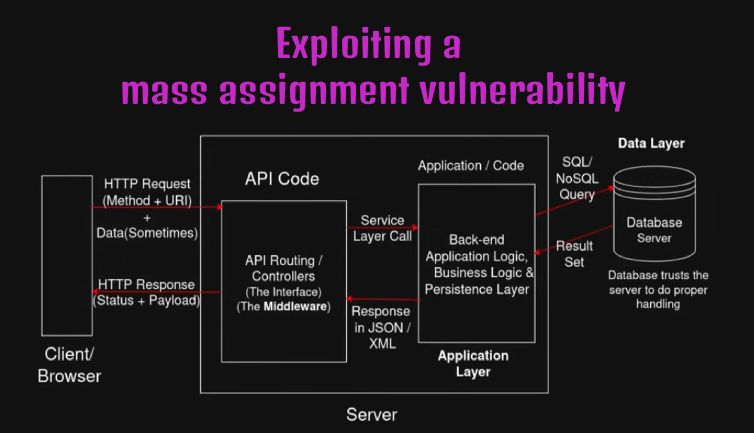 Exploiting a
mass assignment vulnerability
Data Layer
Application / Code
SQL/
NoSQL
Query
API Code
HTTP Request
(Method + URI)
+
Data(Sometimes)
Service
Layer Call
Back-end
Application Logic,
Business Logic &
Persistence Layer
Database
Server
Result
Set
API Routing /
Controllers
(The Interface)
(The Middleware)
HTTP Response
(Status + Payload)
Response
in JSON /
XML
Database trusts the
server to do proper
handling
Client/
Browser
Application
Layer
Server